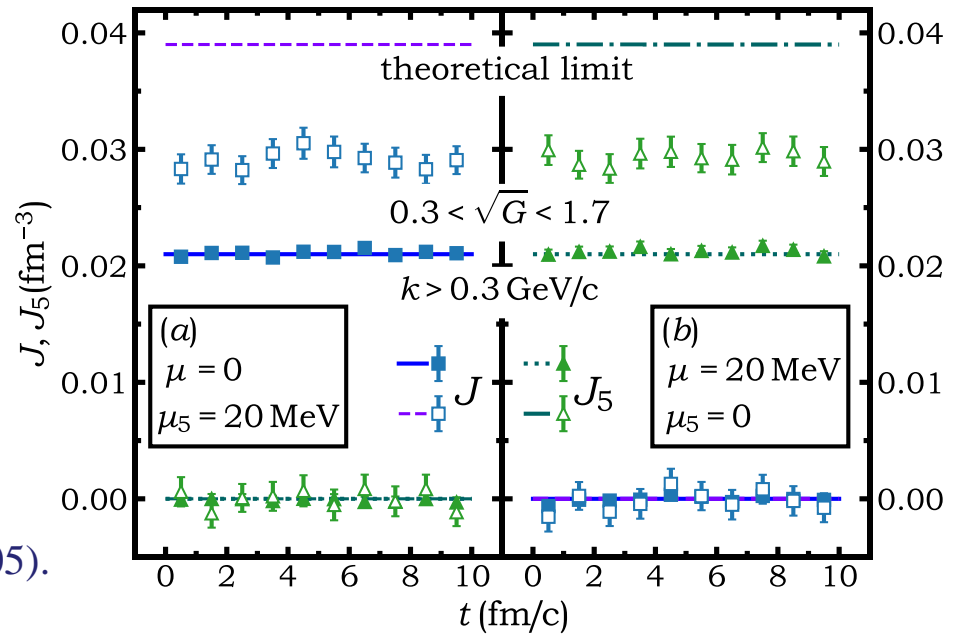 0.04 0.04
theoretical limit
0.03 0.03
0.3 < √G < 1.7
J, J₅(fm⁻³)
0.02 0.02
k > 0.3 GeV/c
(a) (b)
μ = 0 μ = 20 MeV
0.01 0.01
J J₅
μ₅ = 20 MeV μ₅ = 0
0.00 0.00
05).
0 2 4 6 8 10 0 2 4 6 8 10
t (fm/c)